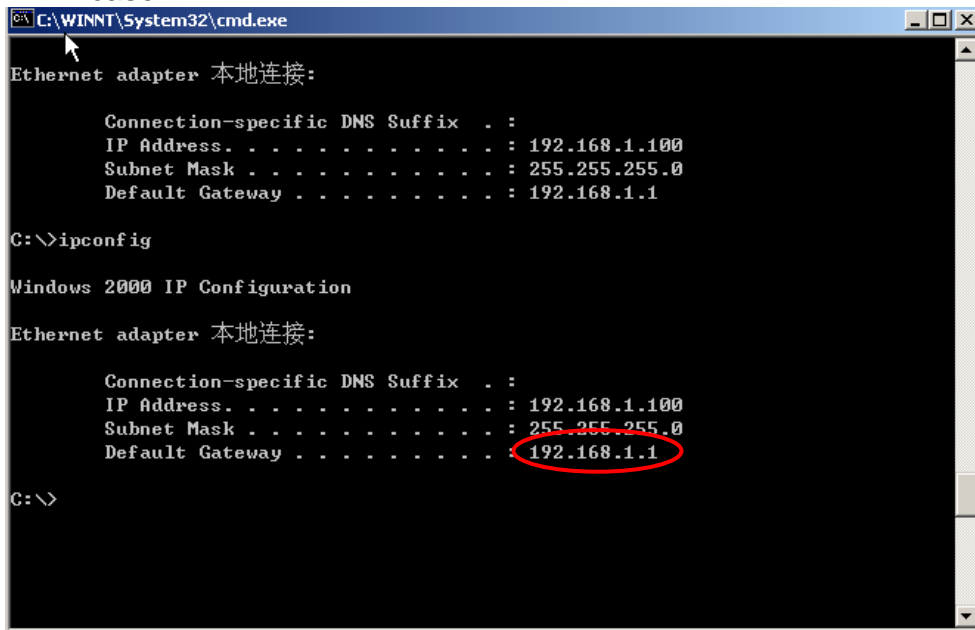 C:\WINNT\System32\cmd.exe
Ethernet adapter 本地连接:
Connection-specific DNS Suffix . :
IP Address. . . . . . . . . . . . : 192.168.1.100
Subnet Mask . . . . . . . . . . . : 255.255.255.0
Default Gateway . . . . . . . . . : 192.168.1.1
C:\>ipconfig
Windows 2000 IP Configuration
Ethernet adapter 本地连接:
Connection-specific DNS Suffix . :
IP Address. . . . . . . . . . . . : 192.168.1.100
Subnet Mask . . . . . . . . . . . : 255.255.255.0
Default Gateway . . . . . . . . . : 192.168.1.1
C:\>